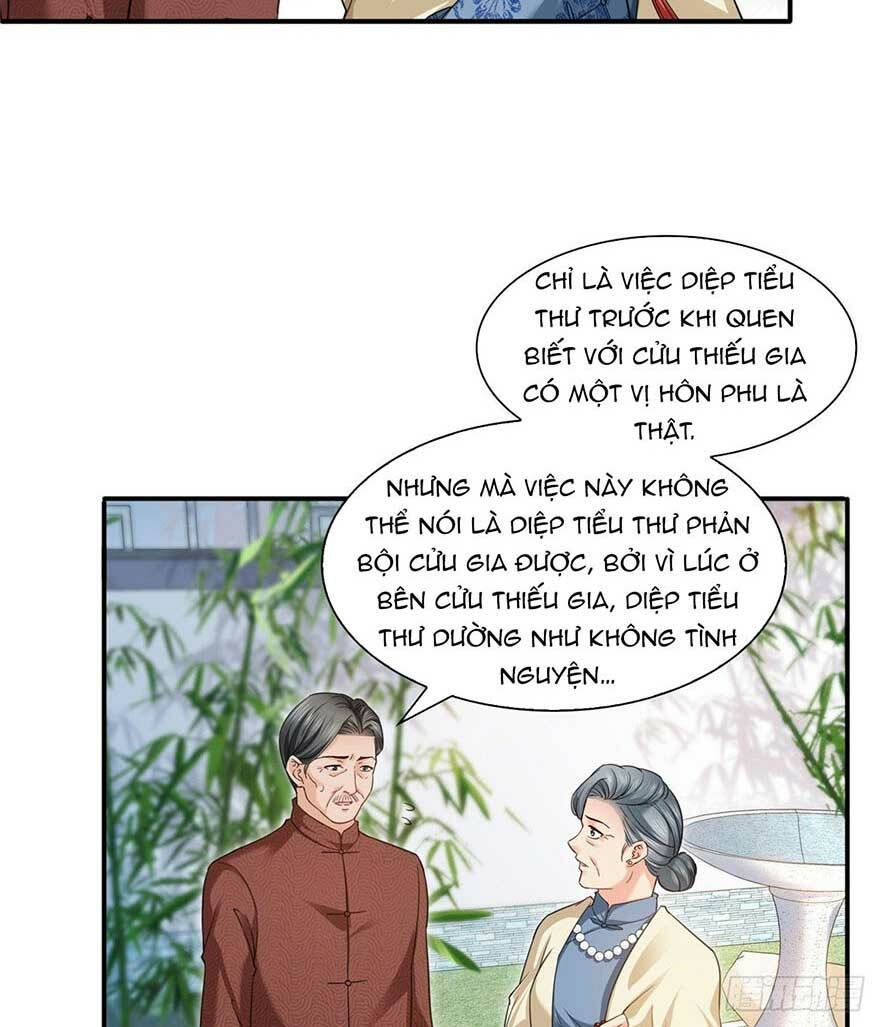 CHỈ LÀ VIỆC DIỆP TIỂU
THƯ TRƯỚC KHI QUEN
BIẾT VỚI CỬU THIẾU GIA
CÓ MỘT VỊ HÔN PHU LÀ
THẬT.
NHƯNG MÀ VIỆC NÀY KHÔNG
THỂ NÓI LÀ DIỆP TIỂU THƯ PHẢN
BỘI CỬU GIA ĐƯỢC, BỞI VÌ LÚC Ở
BÊN CỬU THIẾU GIA, DIỆP TIỂU
THƯ DƯỜNG NHƯ KHÔNG TÌNH
NGUYỆN...